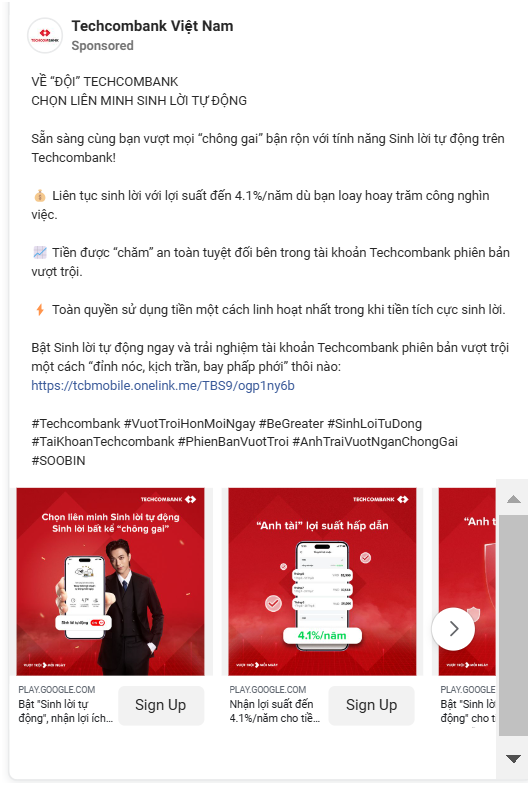 Techcombank Việt Nam
Sponsored
TECHCOMBANK
VỀ “ĐỘI” TECHCOMBANK
CHỌN LIÊN MINH SINH LỜI TỰ ĐỘNG
Sẵn sàng cùng bạn vượt mọi “chông gai” bận rộn với tính năng Sinh lời tự động trên
Techcombank!
💰 Liên tục sinh lời với lợi suất đến 4.1%/năm dù bạn loay hoay trăm công nghìn
việc.
💹 Tiền được “chăm” an toàn tuyệt đối bên trong tài khoản Techcombank phiên bản
vượt trội.
⚡ Toàn quyền sử dụng tiền một cách linh hoạt nhất trong khi tiền tích cực sinh lời.
Bật Sinh lời tự động ngay và trải nghiệm tài khoản Techcombank phiên bản vượt trội
một cách “đỉnh nóc, kịch trần, bay phấp phới” thôi nào:
https://tcbmobile.onelink.me/TBS9/ogp1ny6b
#Techcombank #VuotTroiHonMoiNgay #BeGreater #SinhLoiTuDong
#TaiKhoanTechcombank #PhienBanVuotTroi #AnhTraiVuotNganChongGai
#SOOBIN
TECHCOMBANK
Chọn liên minh Sinh lời tự động
Sinh lời bất kể “chông gai”
Sinh lời tự động
VƯỢT TRỘI MỖI NGÀY
PLAY.GOOGLE.COM
Bật "Sinh lời tự
động", nhận lợi ích...
Sign Up
TECHCOMBANK
“Anh tài” lợi suất hấp dẫn
4.1%/năm
VƯỢT TRỘI MỖI NGÀY
PLAY.GOOGLE.COM
Nhận lợi suất đến
4.1%/năm cho tiề...
Sign Up
“Anh t
VƯỢT TRỘI MỖI NGÀY
PLAY.GOOGLE
Bật "Sinh lờ
động" cho t